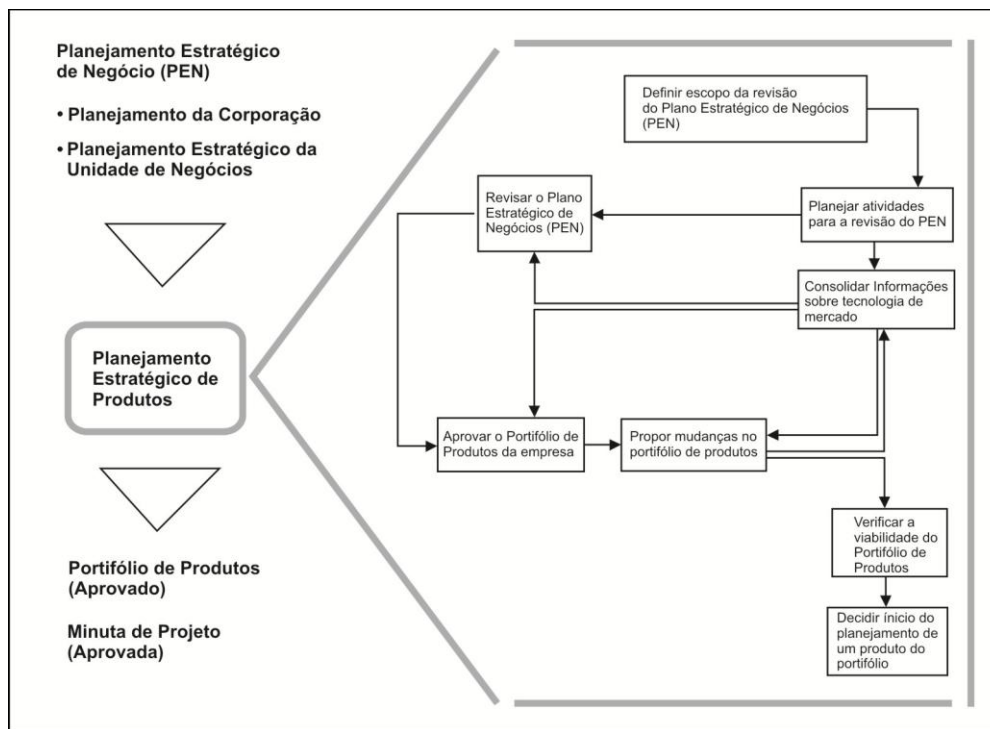 Planejamento Estratégico
de Negócio (PEN)
• Planejamento da Corporação
• Planejamento Estratégico da
Unidade de Negócios
Planejamento
Estratégico de
Produtos
Portifólio de Produtos
(Aprovado)
Minuta de Projeto
(Aprovada)
Definir escopo da revisão
do Plano Estratégico de Negócios
(PEN)
Revisar o Plano
Estratégico de
Negócios (PEN)
Planejar atividades
para a revisão do PEN
Consolidar Informações
sobre tecnologia de
mercado
Aprovar o Portifólio de
Produtos da empresa
Propor mudanças no
portifólio de produtos
Verificar a
viabilidade do
Portifólio de
Produtos
Decidir ínicio do
planejamento de
um produto do
portifólio